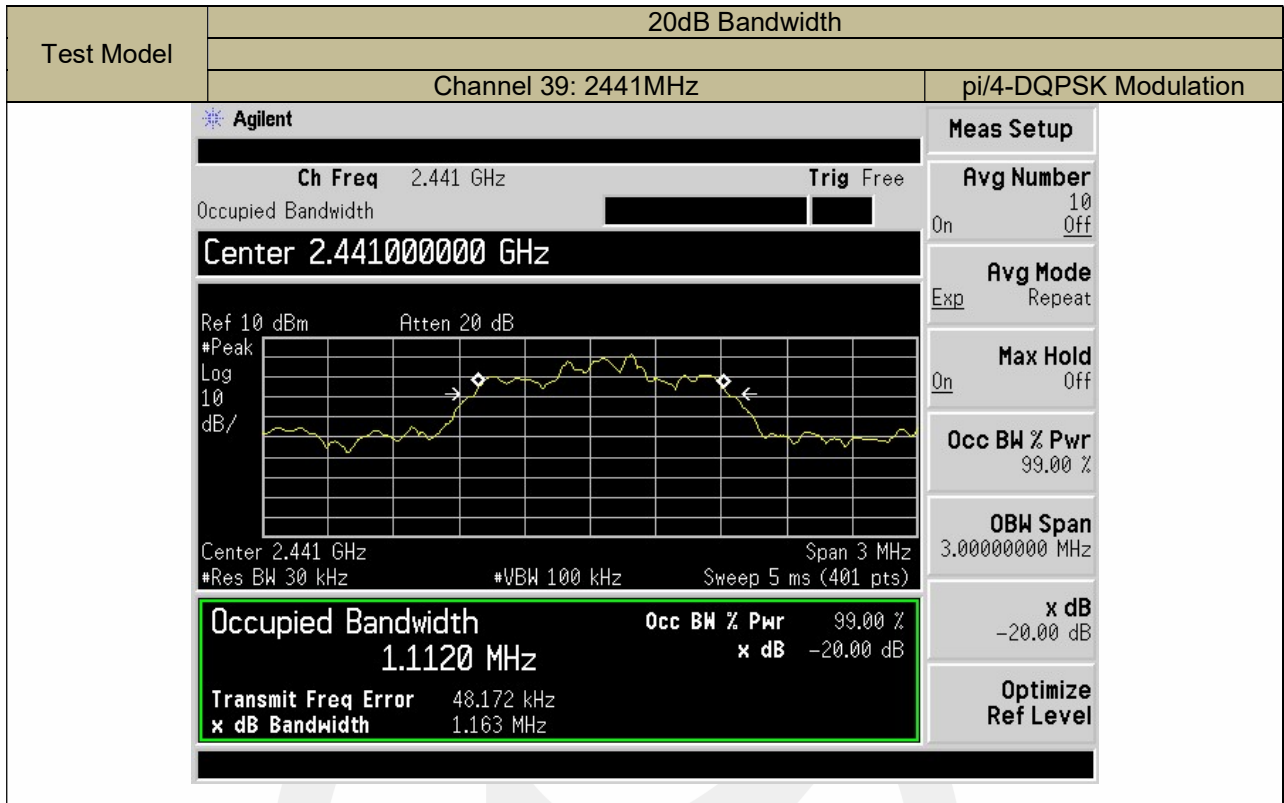 20dB Bandwidth
Test Model
Channel 39: 2441MHz pi/4-DQPSK Modulation
Agilent
Meas Setup
Ch Freq 2.441 GHz Trig Free
Occupied Bandwidth
Avg Number
10
On Off
Center 2.441000000 GHz
Avg Mode
Exp Repeat
Ref 10 dBm Atten 20 dB
#Peak
Log
10
dB/
Max Hold
On Off
Occ BW % Pwr
99.00 %
OBW Span
3.00000000 MHz
Center 2.441 GHz Span 3 MHz
#Res BW 30 kHz #VBW 100 kHz Sweep 5 ms (401 pts)
Occupied Bandwidth Occ BW % Pwr 99.00 %
1.1120 MHz x dB -20.00 dB
x dB
-20.00 dB
Transmit Freq Error 48.172 kHz
x dB Bandwidth 1.163 MHz
Optimize
Ref Level